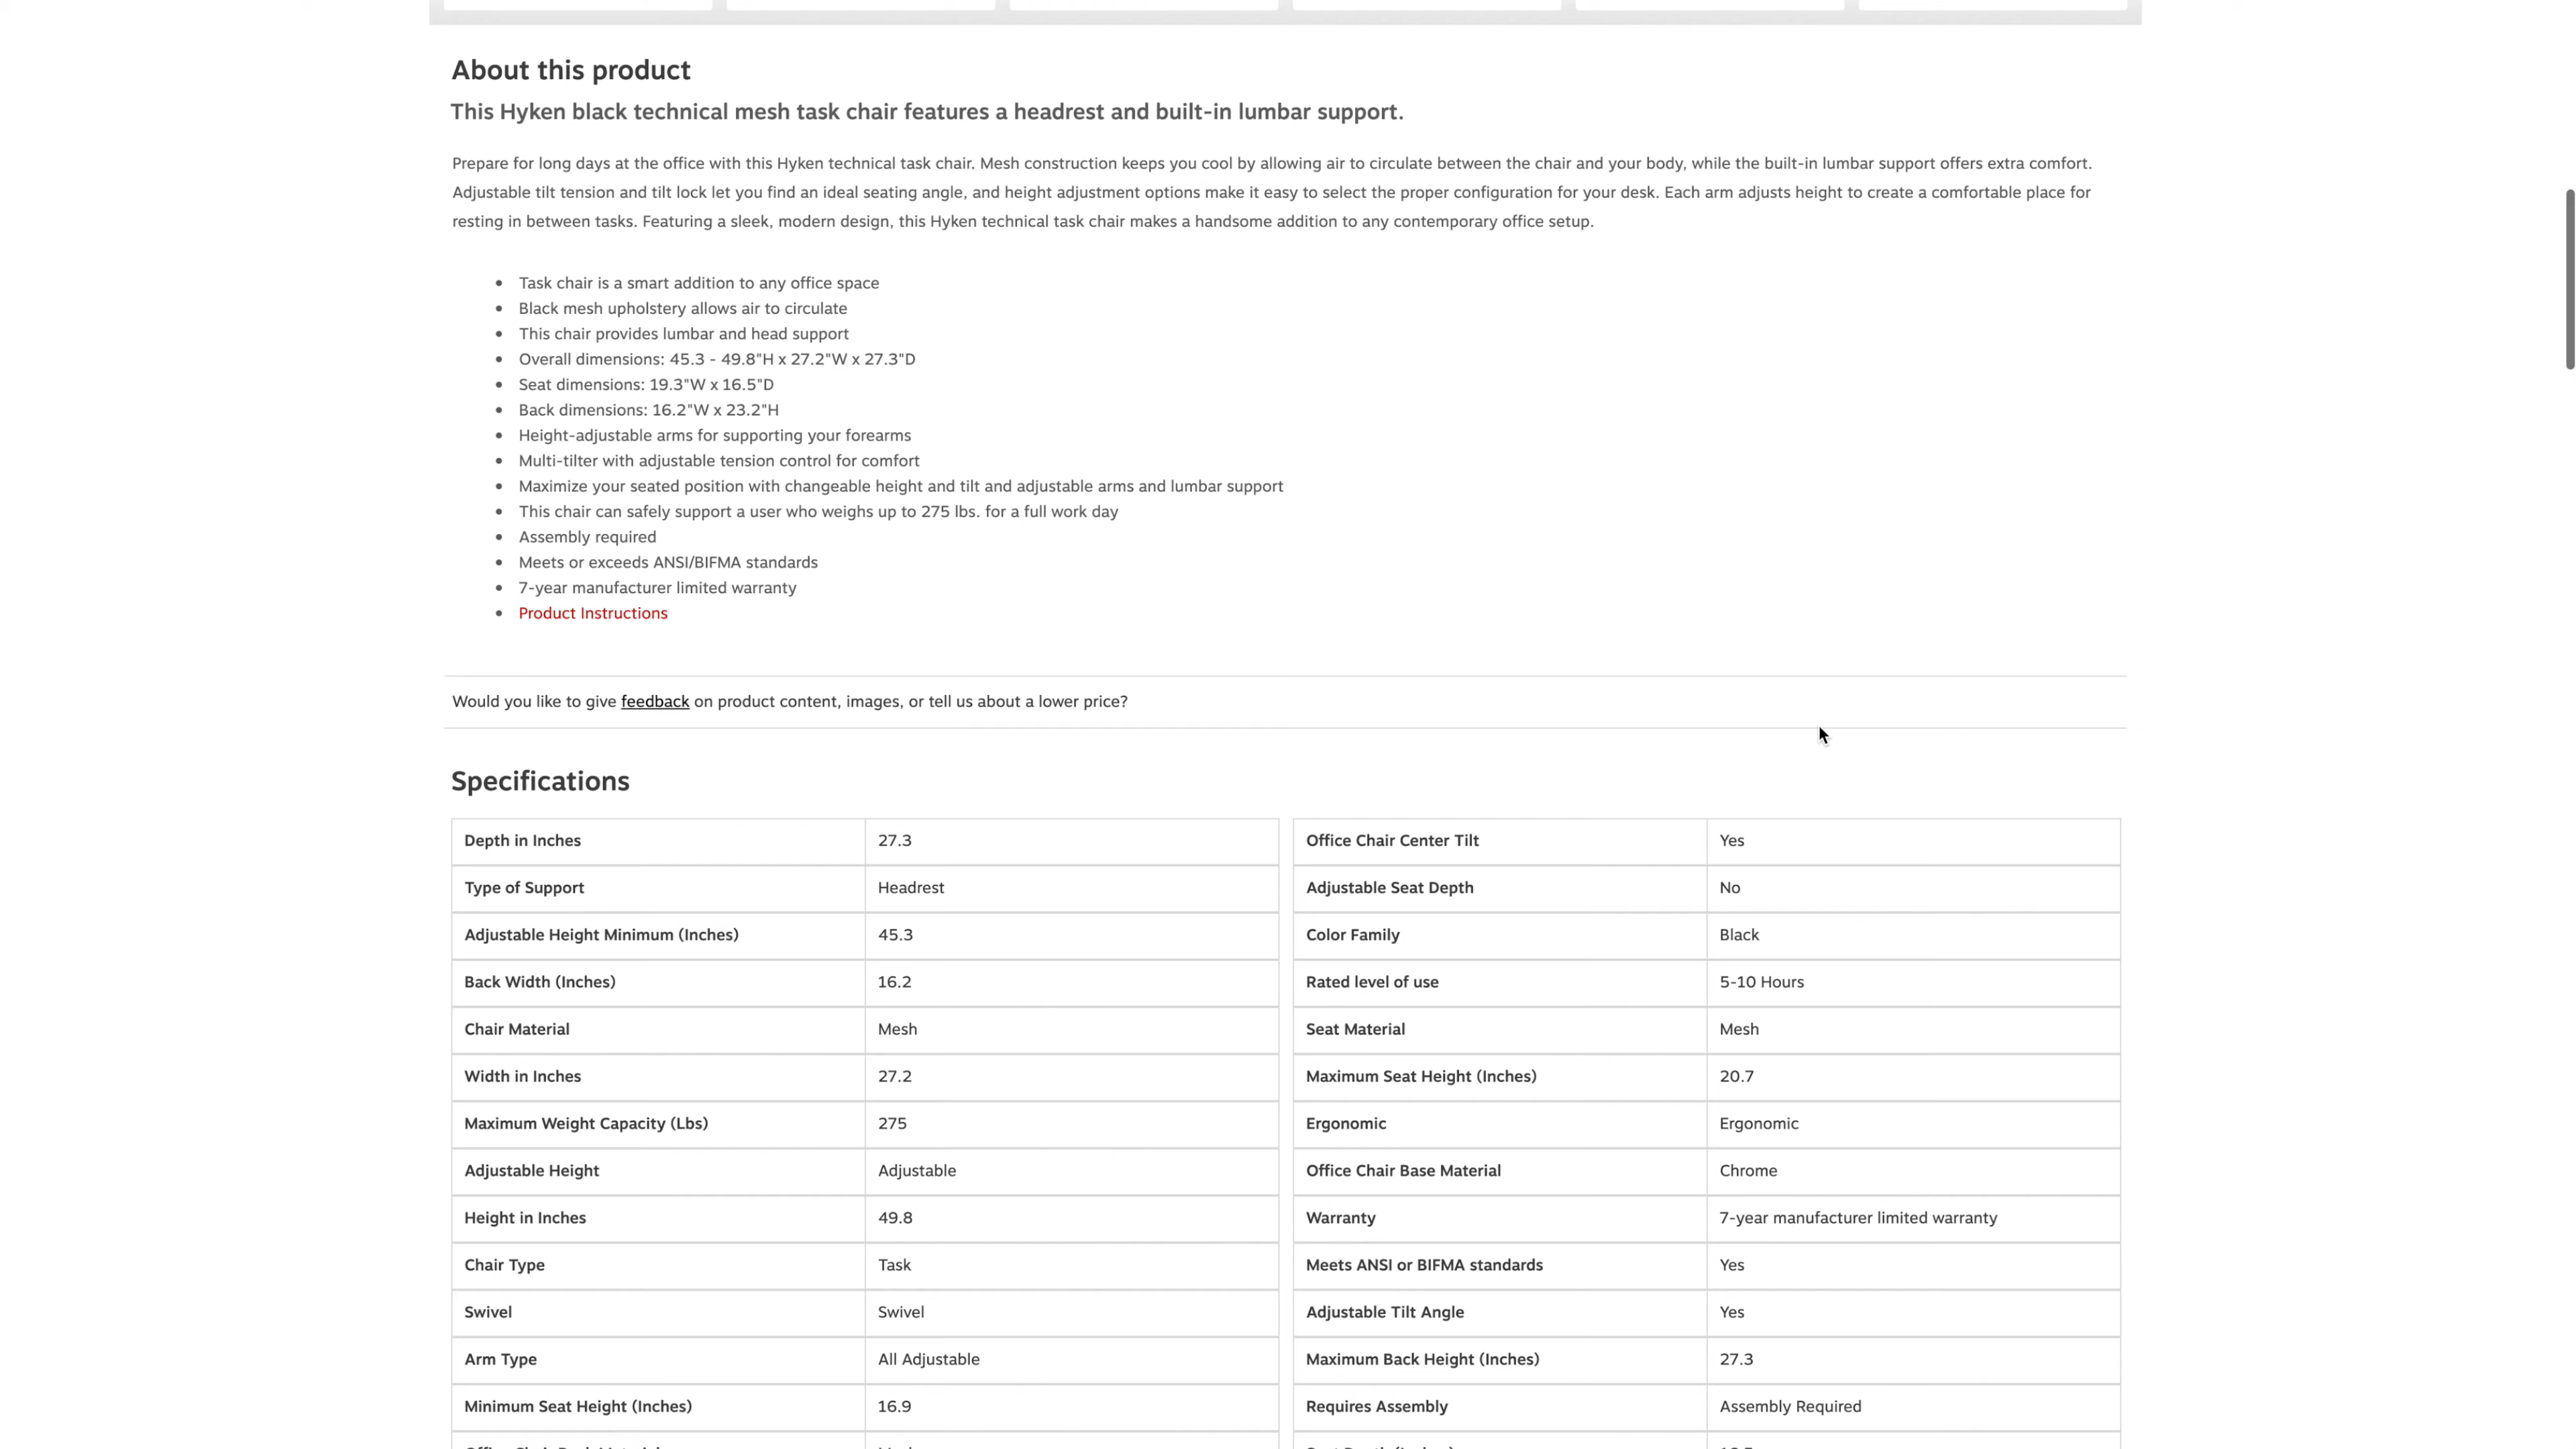 About this product
This Hyken black technical mesh task chair features a headrest and built-in lumbar support.
Prepare for long days at the office with this Hyken technical task chair. Mesh construction keeps you cool by allowing air to circulate between the chair and your body, while the built-in lumbar support offers extra comfort.
Adjustable tilt tension and tilt lock let you find an ideal seating angle, and height adjustment options make it easy to select the proper configuration for your desk. Each arm adjusts height to create a comfortable place for
resting in between tasks. Featuring a sleek, modern design, this Hyken technical task chair makes a handsome addition to any contemporary office setup.
• Task chair is a smart addition to any office space
• Black mesh upholstery allows air to circulate
• This chair provides lumbar and head support
• Overall dimensions: 45.3 - 49.8"H x 27.2"W x 27.3"D
• Seat dimensions: 19.3"W x 16.5"D
• Back dimensions: 16.2"W x 23.2"H
• Height-adjustable arms for supporting your forearms
• Multi-tilter with adjustable tension control for comfort
• Maximize your seated position with changeable height and tilt and adjustable arms and lumbar support
• This chair can safely support a user who weighs up to 275 lbs. for a full work day
• Assembly required
• Meets or exceeds ANSI/BIFMA standards
• 7-year manufacturer limited warranty
• Product Instructions
Would you like to give feedback on product content, images, or tell us about a lower price?
Specifications
Depth in Inches 27.3
Type of Support Headrest
Adjustable Height Minimum (Inches) 45.3
Back Width (Inches) 16.2
Chair Material Mesh
Width in Inches 27.2
Maximum Weight Capacity (Lbs) 275
Adjustable Height Adjustable
Height in Inches 49.8
Chair Type Task
Swivel Swivel
Arm Type All Adjustable
Minimum Seat Height (Inches) 16.9
Office Chair Center Tilt Yes
Adjustable Seat Depth No
Color Family Black
Rated level of use 5-10 Hours
Seat Material Mesh
Maximum Seat Height (Inches) 20.7
Ergonomic Ergonomic
Office Chair Base Material Chrome
Warranty 7-year manufacturer limited warranty
Meets ANSI or BIFMA standards Yes
Adjustable Tilt Angle Yes
Maximum Back Height (Inches) 27.3
Requires Assembly Assembly Required